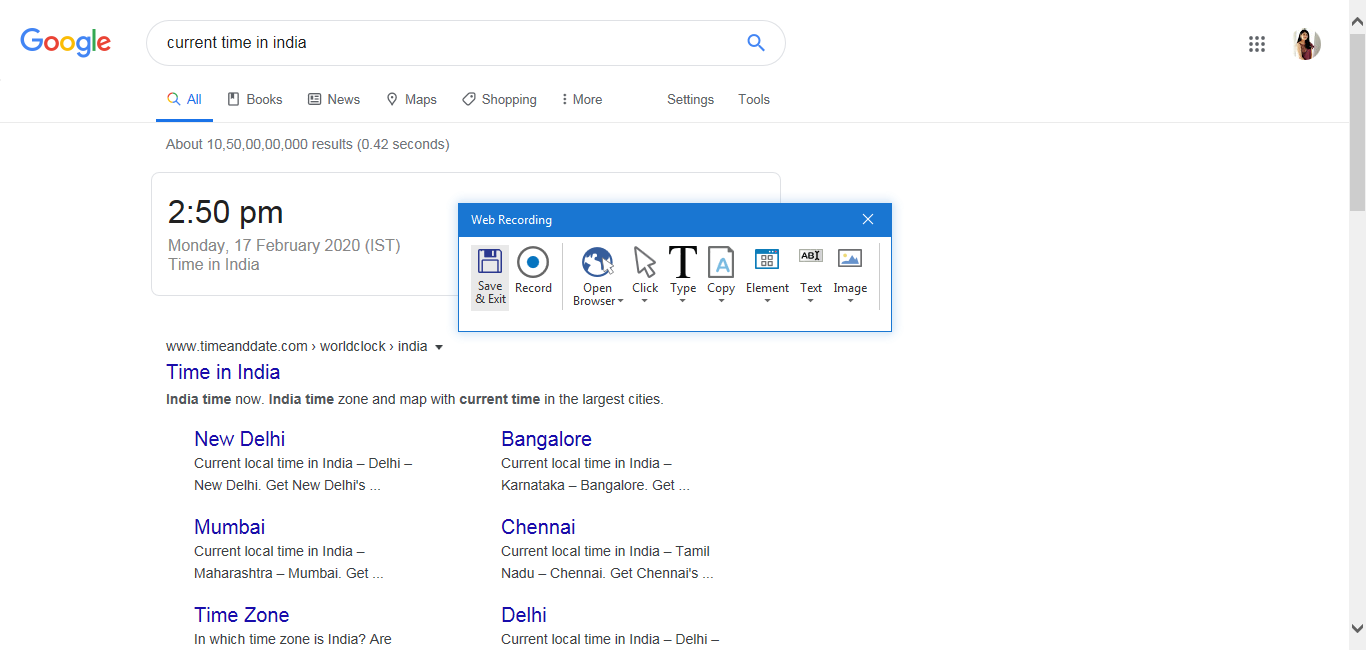 Google
current time in india
All Books News Maps Shopping More Settings Tools
About 10,50,00,00,000 results (0.42 seconds)
2:50 pm
Monday, 17 February 2020 (IST)
Time in India
Web Recording
Save & Exit
Record
Open Browser
Click
Type
Copy
Element
Text
Image
A
ABI
www.timeanddate.com › worldclock › india
Time in India
India time now. India time zone and map with current time in the largest cities.
New Delhi
Current local time in India – Delhi –
New Delhi. Get New Delhi's ...
Bangalore
Current local time in India –
Karnataka – Bangalore. Get ...
Mumbai
Current local time in India –
Maharashtra – Mumbai. Get ...
Chennai
Current local time in India – Tamil
Nadu – Chennai. Get Chennai's ...
Time Zone
In which time zone is India? Are
Delhi
Current local time in India – Delhi –